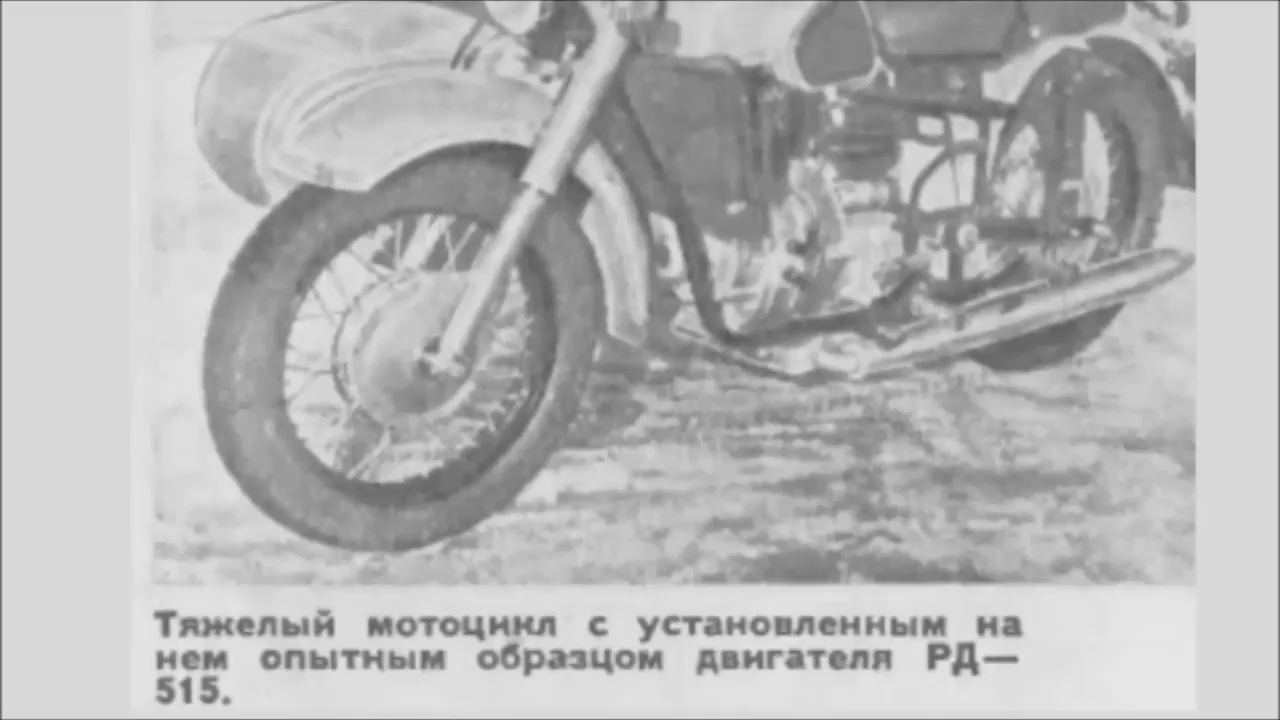 Тяжелый мотоцикл с установленным на
нем опытным образцом двигателя РД—
515.